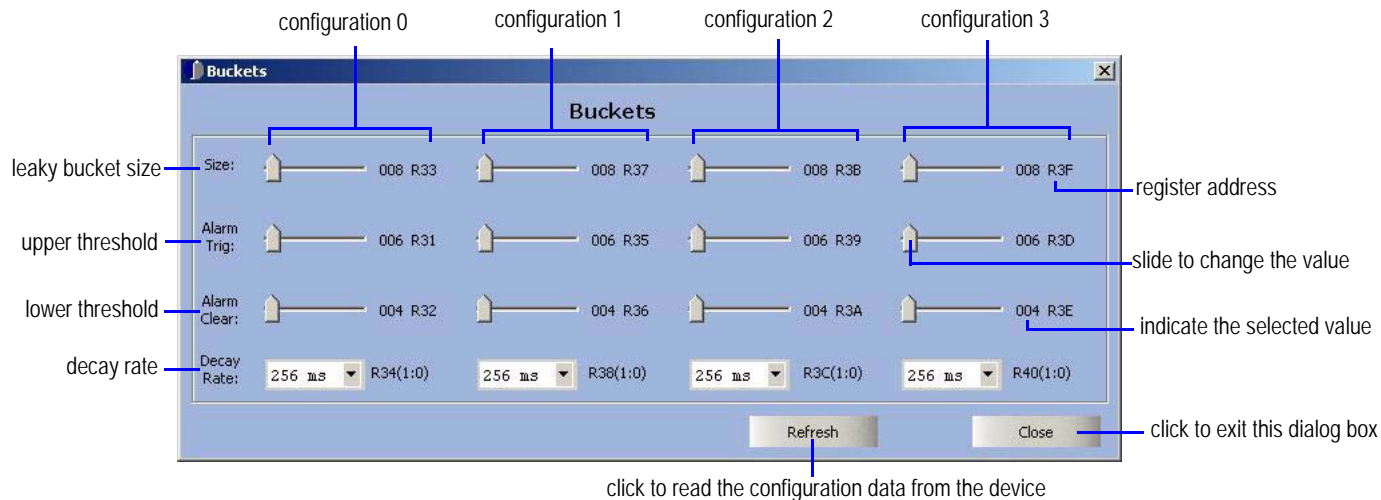 configuration 0 configuration 1 configuration 2 configuration 3
Buckets
Buckets
leaky bucket size Size: 008 R33 008 R37 008 R3B 008 R3F register address
upper threshold Alarm Trig: 006 R31 006 R35 006 R39 006 R3D
slide to change the value
lower threshold Alarm Clear: 004 R32 004 R36 004 R3A 004 R3E indicate the selected value
decay rate Decay Rate: 256 ms R34(1:0) 256 ms R38(1:0) 256 ms R3C(1:0) 256 ms R40(1:0)
Refresh Close click to exit this dialog box
click to read the configuration data from the device